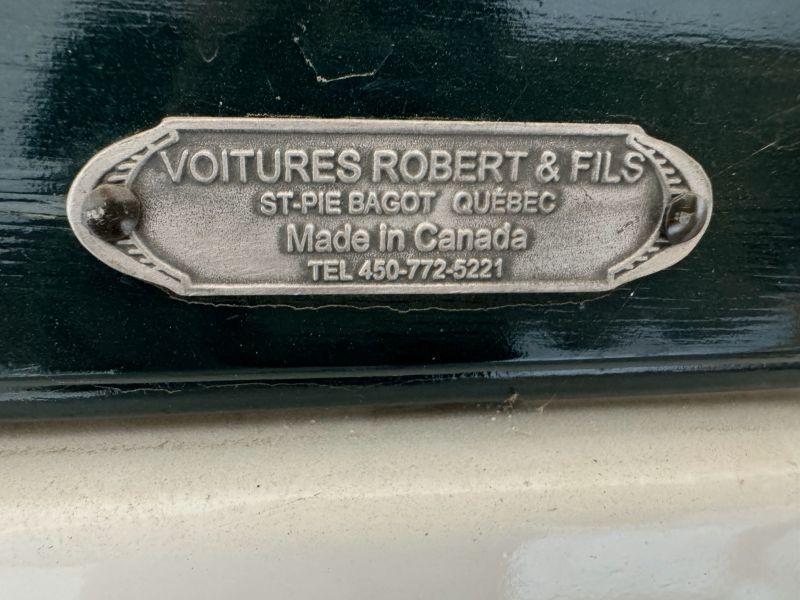 VOITURES ROBERT & FILS
ST-PIE BAGOT QUÉBEC
Made in Canada
TEL 450-772-5221